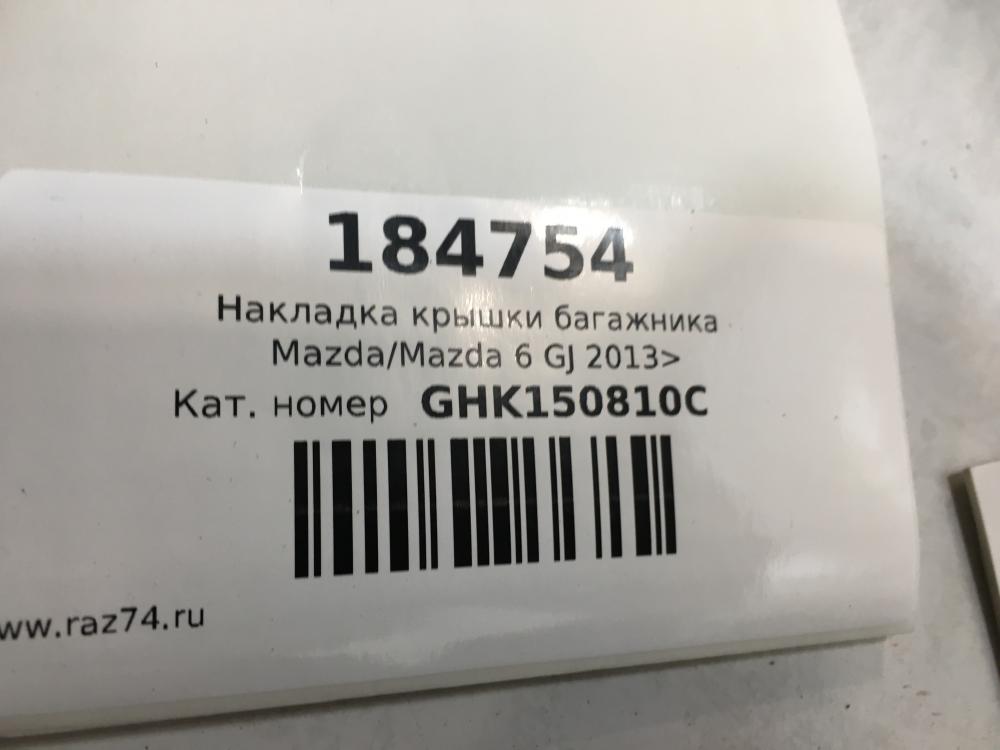 184754
Накладка крышки багажника
Mazda/Mazda 6 GJ 2013>
Кат. номер GHK150810C
ww.raz74.ru